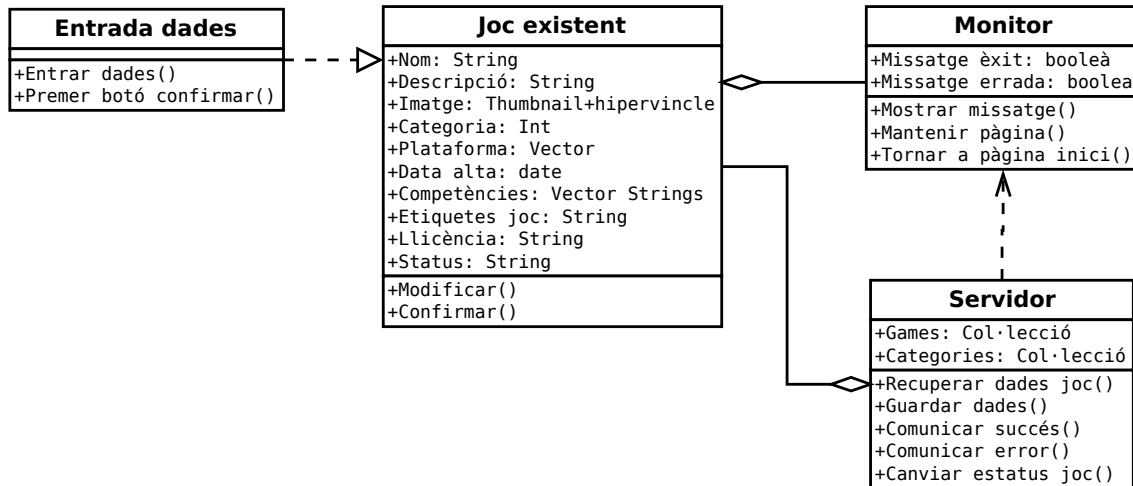 Entrada dades
+Entrar dades()
+Premer botó confirmar()
Joc existent
+Nom: String
+Descripció: String
+Imatge: Thumbnail+hipervincle
+Categoria: Int
+Plataforma: Vector
+Data alta: date
+Competències: Vector Strings
+Etiquetes joc: String
+Llicència: String
+Status: String
+Modificar()
+Confirmar()
Monitor
+Missatge èxit: booleà
+Missatge errada: boolea
+Mostrar missatge()
+Mantenir pàgina()
+Tornar a pàgina inici()
Servidor
+Games: Col·lecció
+Categories: Col·lecció
+Recuperar dades joc()
+Guardar dades()
+Comunicar succés()
+Comunicar error()
+Canviar estatus joc()